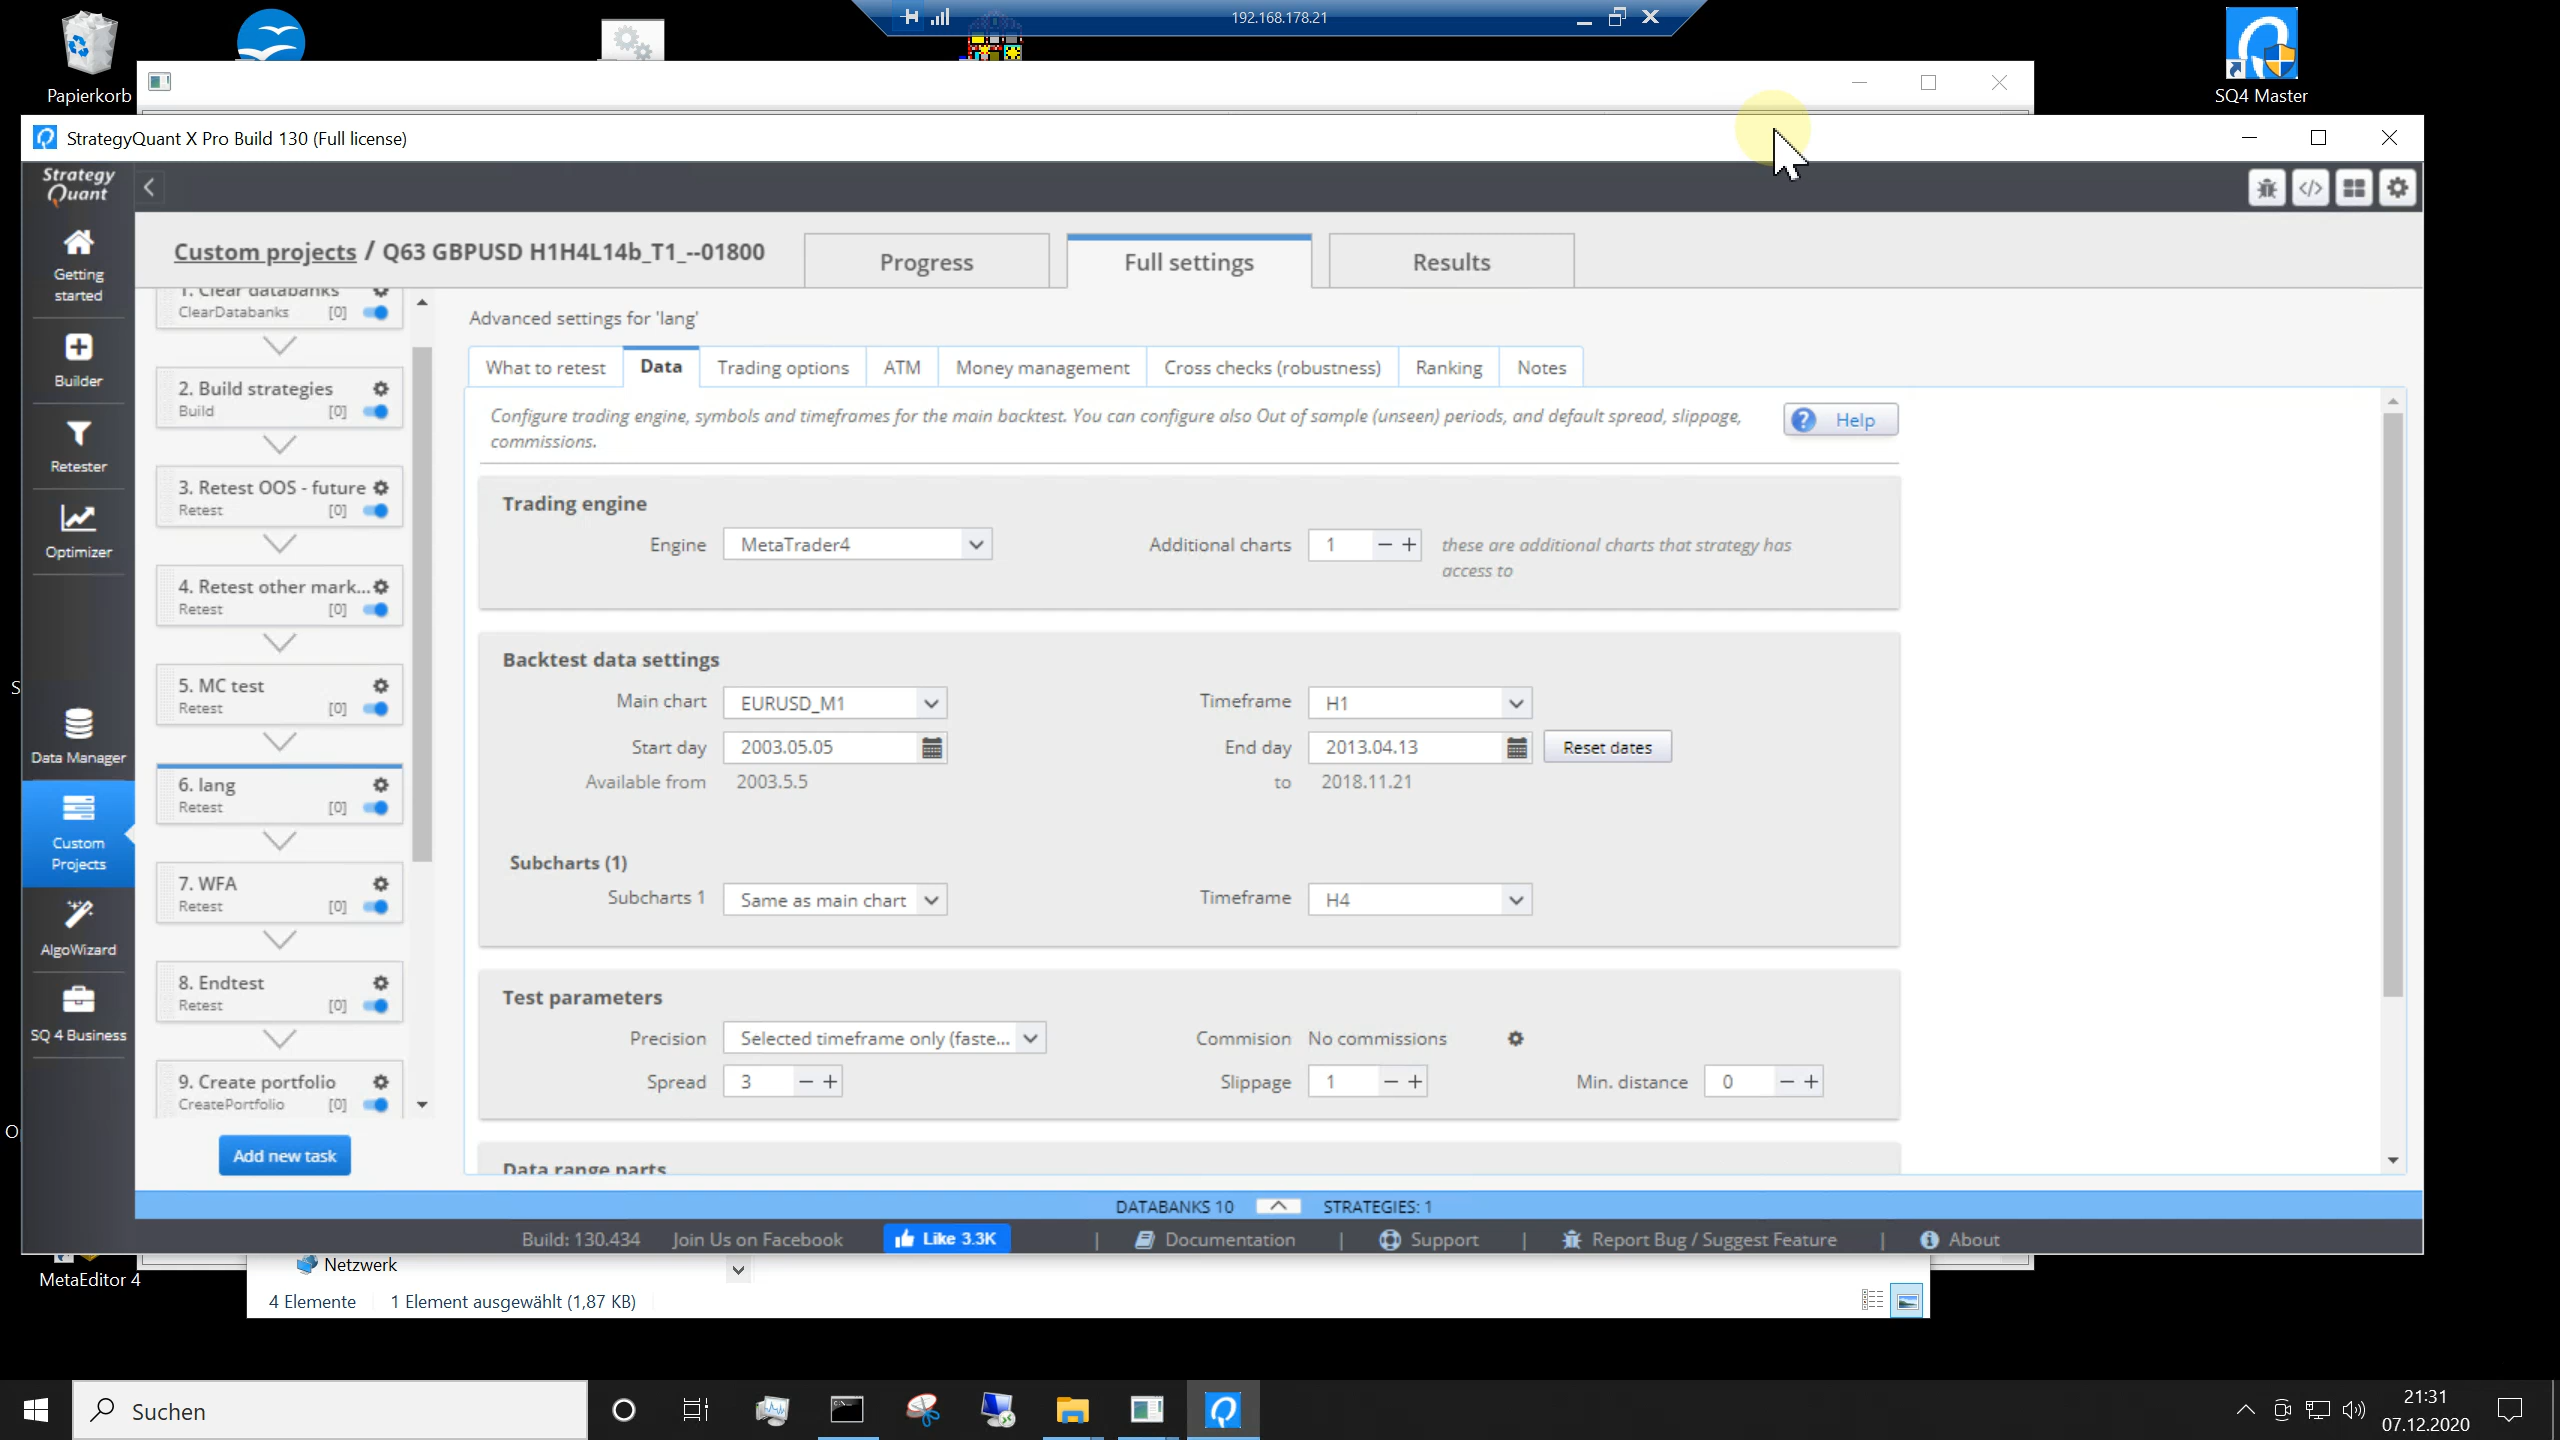 192.168.178.21
Papierkorb
SQ4 Master
StrategyQuant X Pro Build 130 (Full license)
Strategy
Quant
Custom projects / Q63 GBPUSD H1H4L14b_T1_--01800
Progress
Full settings
Results
Getting
started
Builder
Retester
Optimizer
Data Manager
Custom
Projects
AlgoWizard
SQ 4 Business
1. Clear databanks
ClearDatabanks [0]
2. Build strategies
Build [0]
3. Retest OOS - future
Retest [0]
4. Retest other mark...
Retest [0]
5. MC test
Retest [0]
6. lang
Retest [0]
7. WFA
Retest [0]
8. Endtest
Retest [0]
9. Create portfolio
CreatePortfolio [0]
Add new task
Advanced settings for 'lang'
What to retest Data Trading options ATM Money management Cross checks (robustness) Ranking Notes
Configure trading engine, symbols and timeframes for the main backtest. You can configure also Out of sample (unseen) periods, and default spread, slippage,
commissions.
? Help
Trading engine
Engine MetaTrader4 Additional charts 1 − + these are additional charts that strategy has
access to
Backtest data settings
Main chart EURUSD_M1 Timeframe H1
Start day 2003.05.05 End day 2013.04.13 Reset dates
Available from 2003.5.5 to 2018.11.21
Subcharts (1)
Subcharts 1 Same as main chart Timeframe H4
Test parameters
Precision Selected timeframe only (faste... Commision No commissions
Spread 3 − + Slippage 1 − + Min. distance 0 − +
Data range parts
DATABANKS 10 STRATEGIES: 1
Build: 130.434 Join Us on Facebook Like 3.3K | Documentation | Support | Report Bug / Suggest Feature | About
S
O
MetaEditor 4
Netzwerk
4 Elemente 1 Element ausgewählt (1,87 KB)
Suchen
21:31
07.12.2020